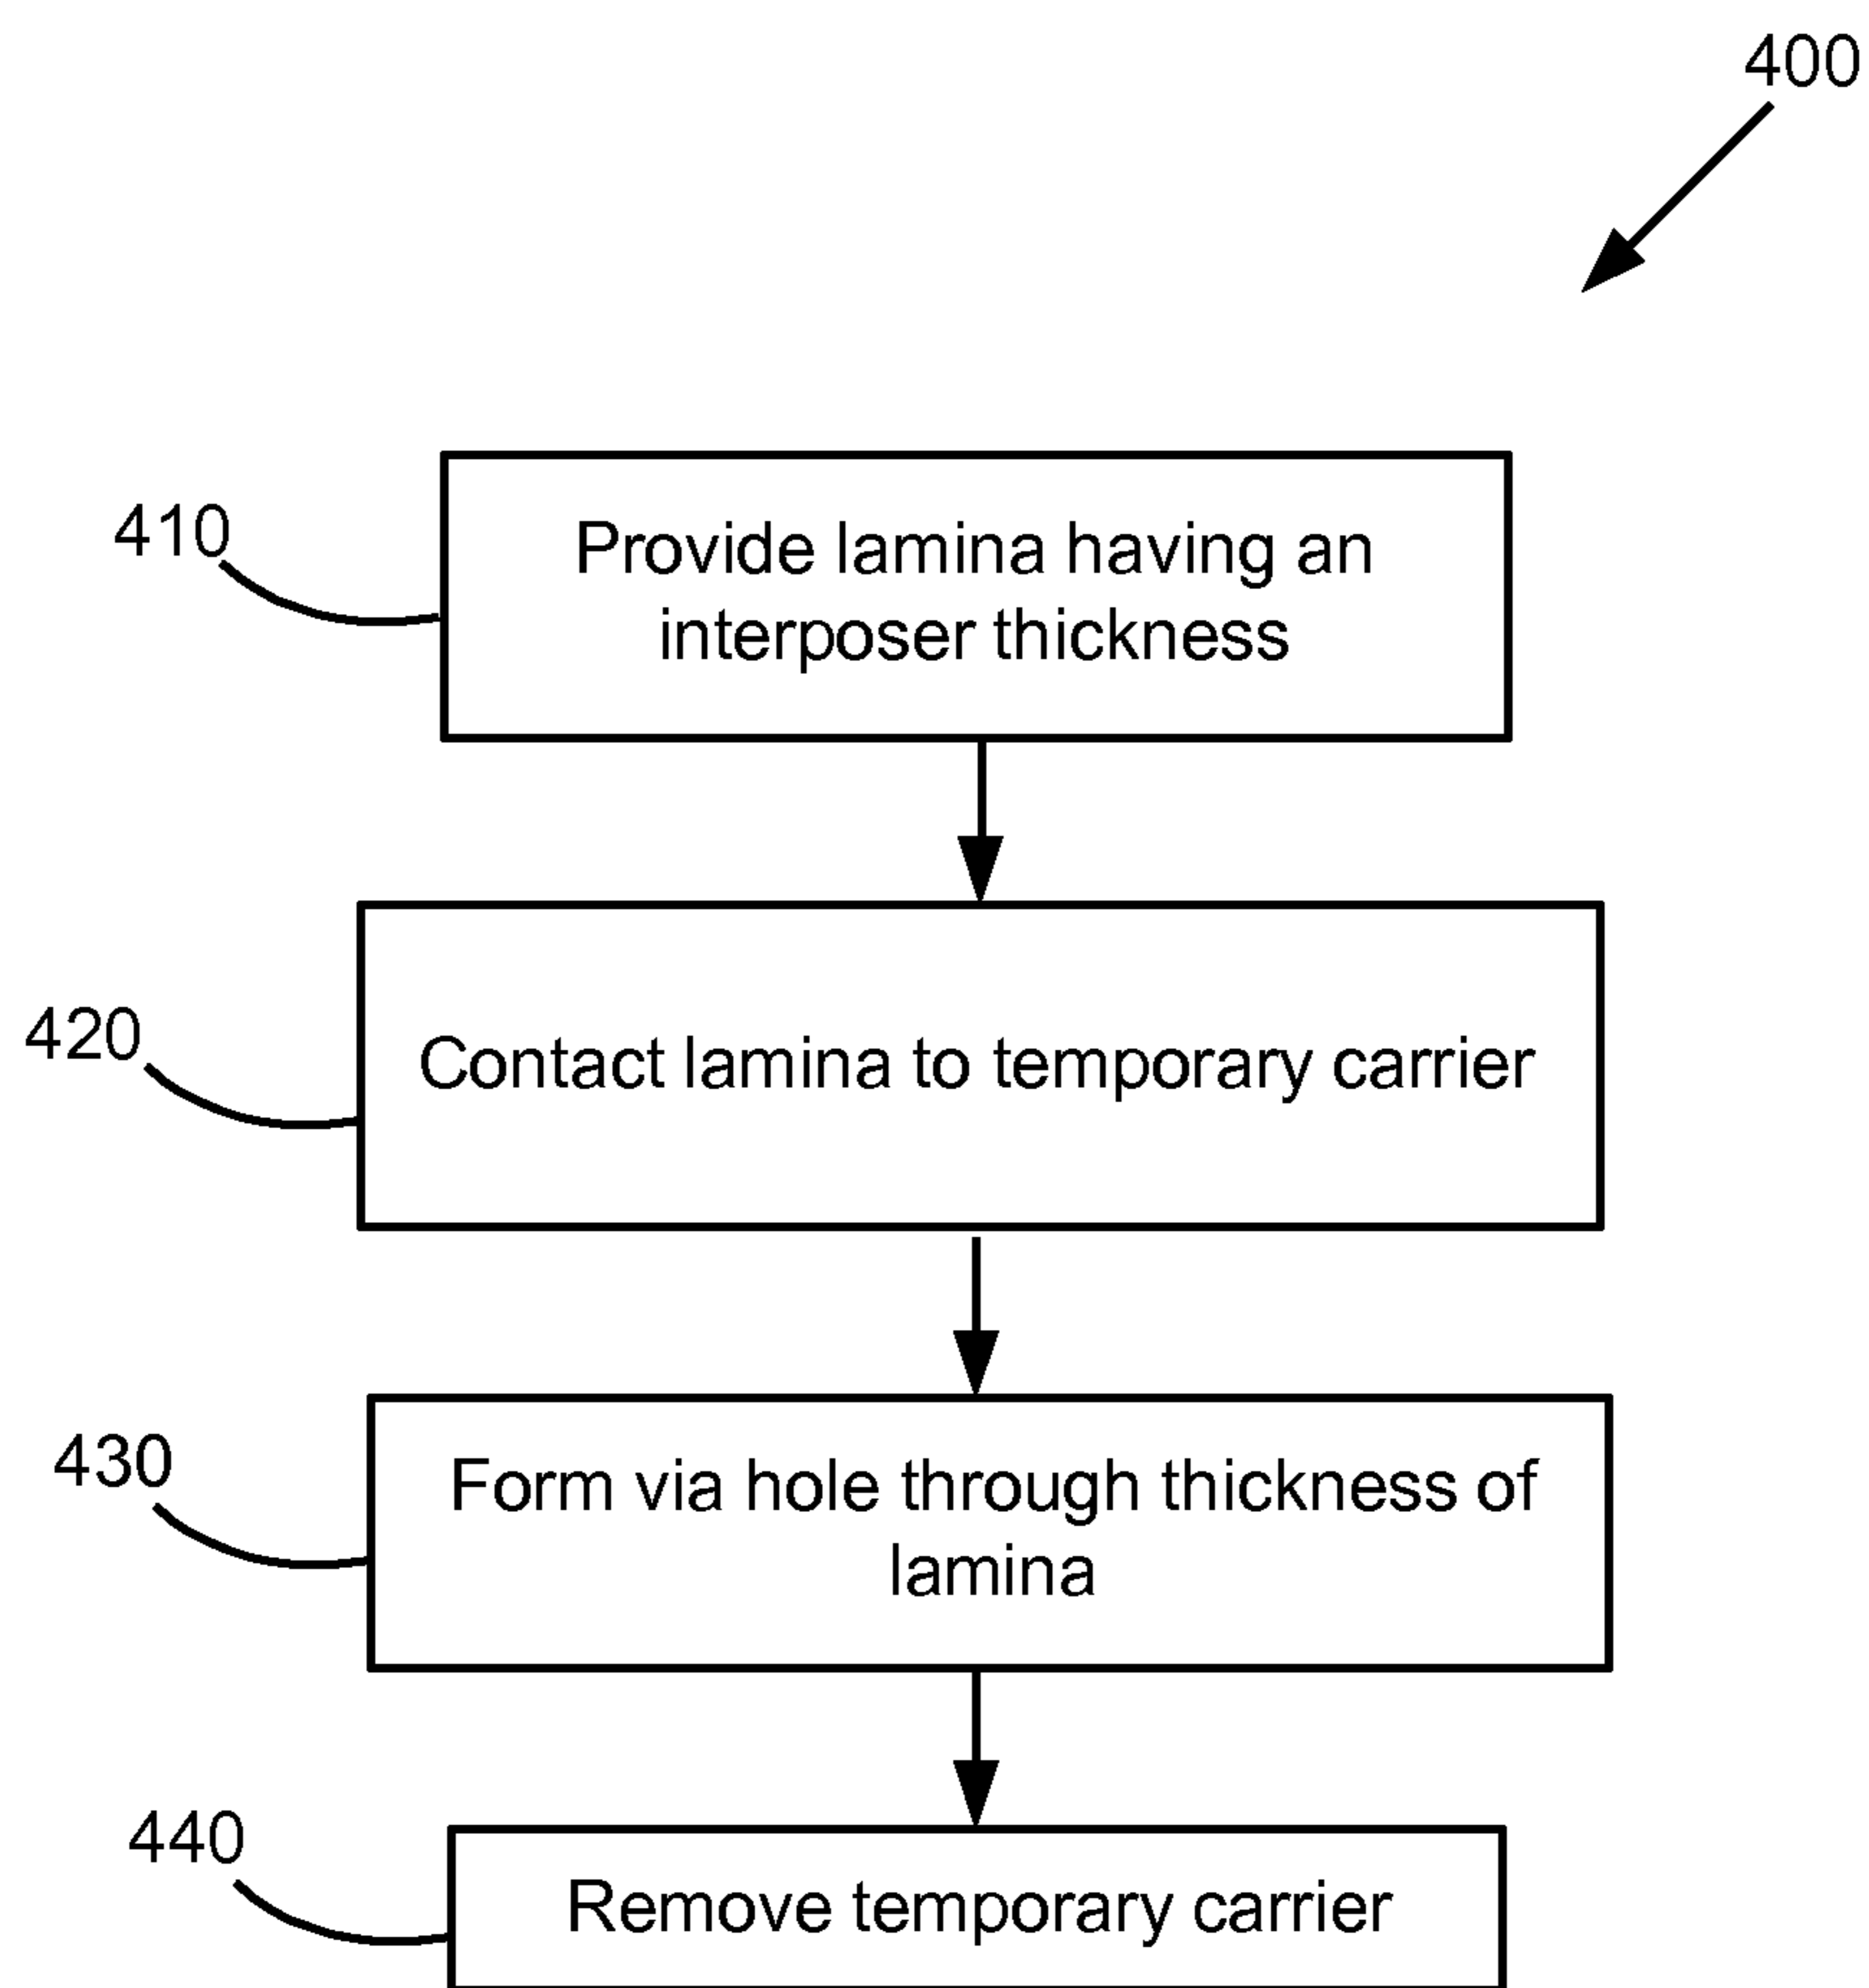 400
410
Provide lamina having an
interposer thickness
420
Contact lamina to temporary carrier
430
Form via hole through thickness of
lamina
440
Remove temporary carrier